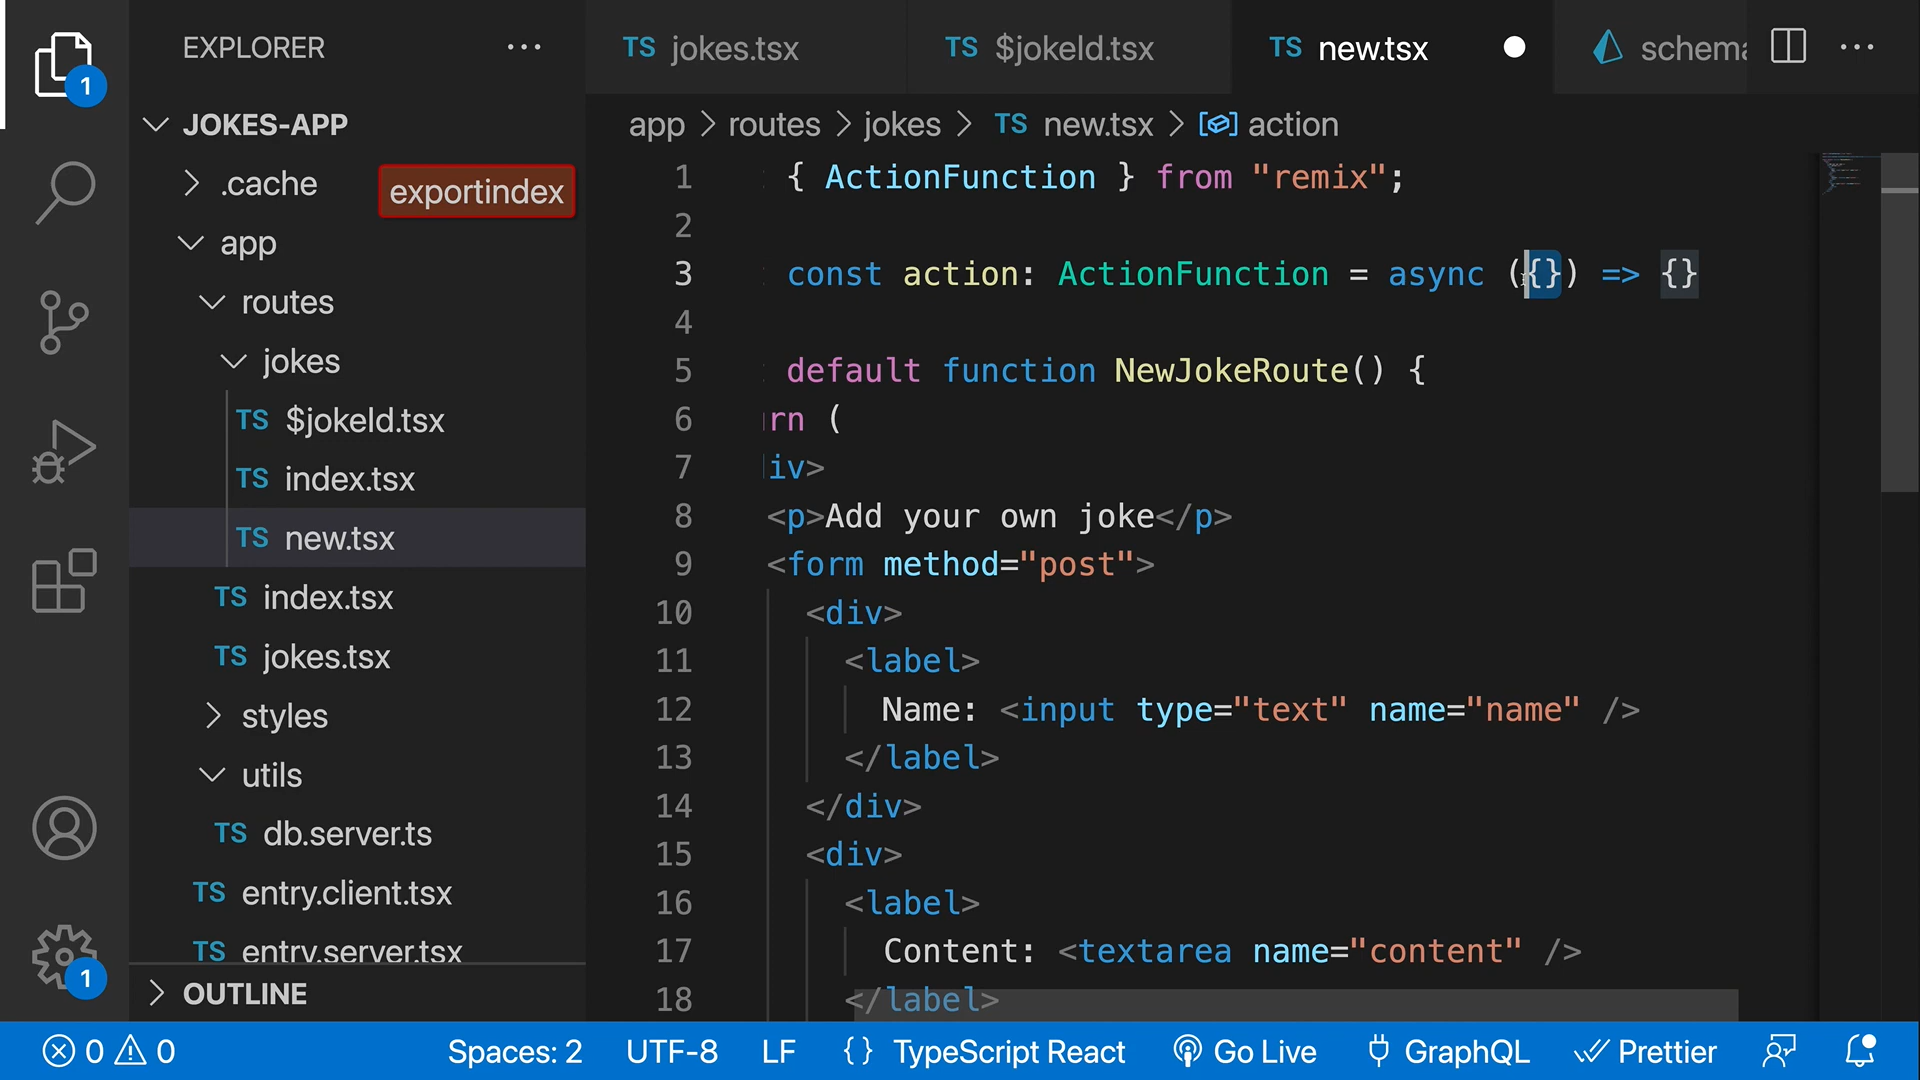 EXPLORER
JOKES-APP
.cache
exportindex
app
routes
jokes
TS $jokeId.tsx
TS index.tsx
TS new.tsx
TS index.tsx
TS jokes.tsx
styles
utils
TS db.server.ts
TS entry.client.tsx
TS entry.server.tsx
OUTLINE
TS jokes.tsx
TS $jokeId.tsx
TS new.tsx
schema
app > routes > jokes > TS new.tsx > action
1 { ActionFunction } from "remix";
2
3 const action: ActionFunction = async ({}) => {}
4
5 default function NewJokeRoute() {
6 rn (
7 iv>
8 <p>Add your own joke</p>
9 <form method="post">
10 <div>
11 <label>
12 Name: <input type="text" name="name" />
13 </label>
14 </div>
15 <div>
16 <label>
17 Content: <textarea name="content" />
18 </label>
1
1
0 0 Spaces: 2 UTF-8 LF {} TypeScript React Go Live GraphQL Prettier